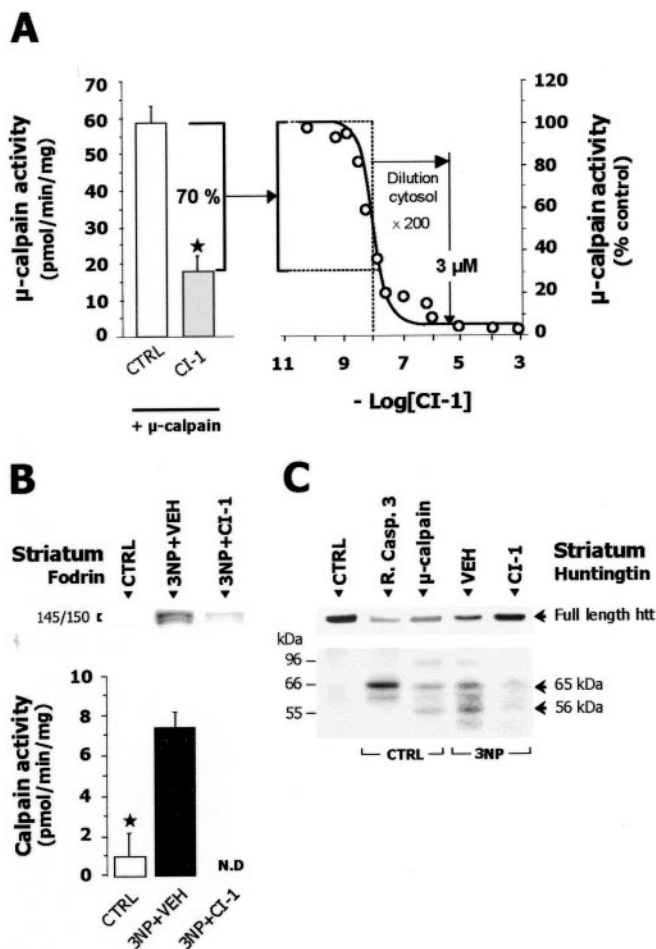 A
μ-calpain activity
(pmol/min/mg)
70
60
50
40
30
20
10
0
70 %
★
CTRL
CI-1
+ μ-calpain
Dilution
cytosol
x 200
3 μM
11
9
7
5
3
- Log[CI-1]
120
100
80
60
40
20
0
μ-calpain activity
(% control)
B
Striatum
Fodrin
CTRL
3NP+VEH
3NP+CI-1
145/150
Calpain activity
(pmol/min/mg)
10
8
6
4
2
0
★
N.D
CTRL
3NP+VEH
3NP+CI-1
C
CTRL
R. Casp. 3
μ-calpain
VEH
CI-1
Striatum
Huntingtin
Full length htt
kDa
96
66
55
65 kDa
56 kDa
CTRL
3NP